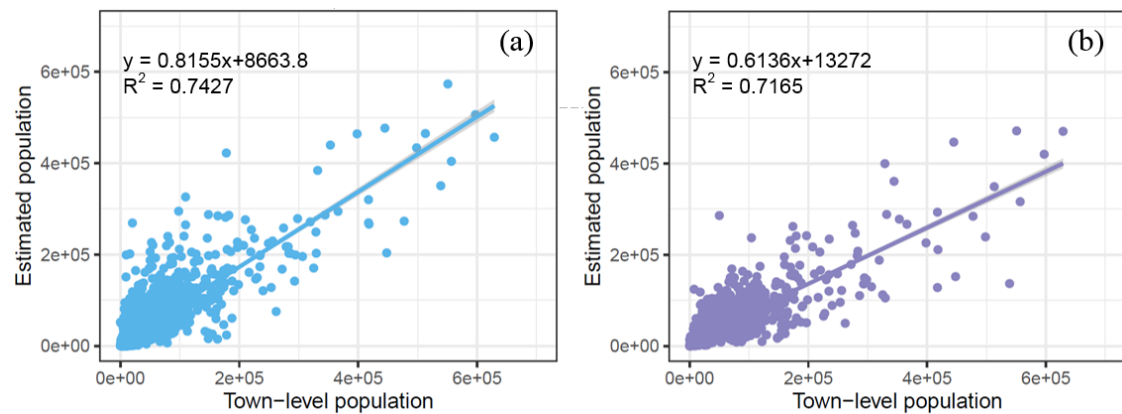 (a)
y = 0.8155x+8663.8
R² = 0.7427
Estimated population
6e+05
4e+05
2e+05
0e+00
0e+00 2e+05 4e+05 6e+05
Town−level population
(b)
y = 0.6136x+13272
R² = 0.7165
Estimated population
6e+05
4e+05
2e+05
0e+00
0e+00 2e+05 4e+05 6e+05
Town−level population